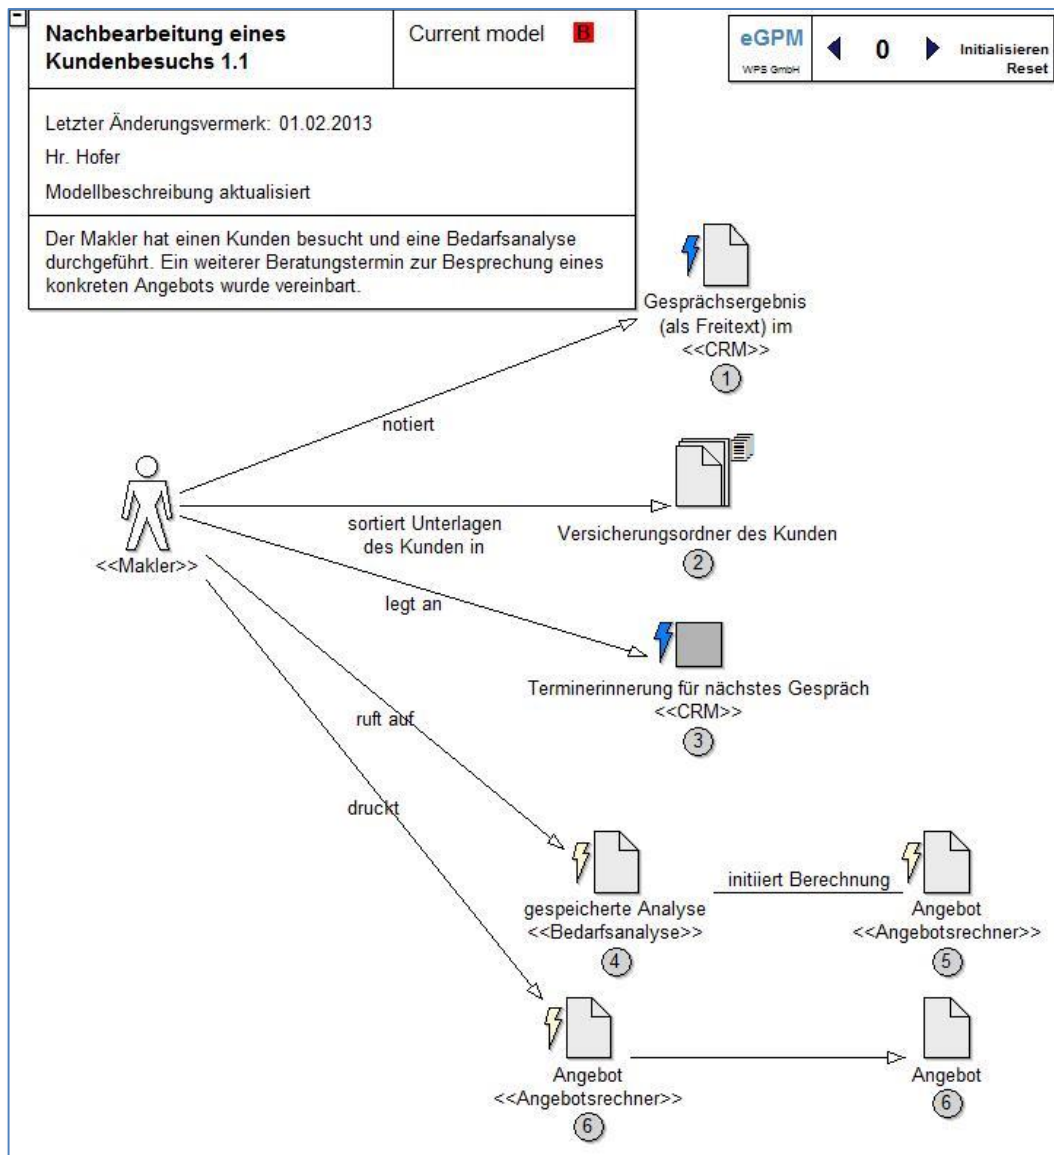 Nachbearbeitung eines
Kundenbesuchs 1.1
Current model B
eGPM
WPS GmbH
0
Initialisieren
Reset
Letzter Änderungsvermerk: 01.02.2013
Hr. Hofer
Modellbeschreibung aktualisiert
Der Makler hat einen Kunden besucht und eine Bedarfsanalyse
durchgeführt. Ein weiterer Beratungstermin zur Besprechung eines
konkreten Angebots wurde vereinbart.
Gesprächsergebnis
(als Freitext) im
<<CRM>>
1
notiert
<<Makler>>
sortiert Unterlagen
des Kunden in
Versicherungsordner des Kunden
2
legt an
Terminerinnerung für nächstes Gespräch
<<CRM>>
3
ruft auf
druckt
gespeicherte Analyse
<<Bedarfsanalyse>>
4
initiiert Berechnung
Angebot
<<Angebotsrechner>>
5
Angebot
<<Angebotsrechner>>
6
Angebot
6